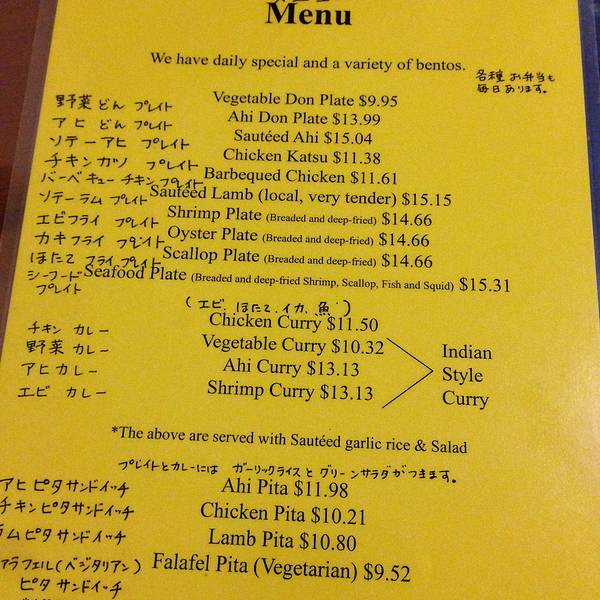 Menu
We have daily special and a variety of bentos.
各種 お弁当も
毎日あります。
野菜 どん プレイト Vegetable Don Plate $9.95
アヒ どん プレイト Ahi Don Plate $13.99
ソテーアヒ プレイト Sautéed Ahi $15.04
チキンカツ プレイト Chicken Katsu $11.38
バーベキューチキンプレイト Barbequed Chicken $11.61
ソテーラム プレイト Sautéed Lamb (local, very tender) $15.15
エビフライ プレイト Shrimp Plate (Breaded and deep-fried) $14.66
カキフライ プレイト Oyster Plate (Breaded and deep-fried) $14.66
ほたて フライプレイト Scallop Plate (Breaded and deep-fried) $14.66
シーフード Seafood Plate (Breaded and deep-fried Shrimp, Scallop, Fish and Squid) $15.31
プレイト
(エビ、ほたて、イカ、魚)
チキン カレー Chicken Curry $11.50
野菜 カレー Vegetable Curry $10.32
アヒカレー Ahi Curry $13.13
エビ カレー Shrimp Curry $13.13
Indian
Style
Curry
*The above are served with Sautéed garlic rice & Salad
プレイトとカレーには ガーリックライスと グリーンサラダがつきます。
アヒピタサンドイッチ Ahi Pita $11.98
チキンピタサンドイッチ Chicken Pita $10.21
ラムピタサンドイッチ Lamb Pita $10.80
ァラフェル(ベジタリアン) Falafel Pita (Vegetarian) $9.52
ピタ サンドイッチ